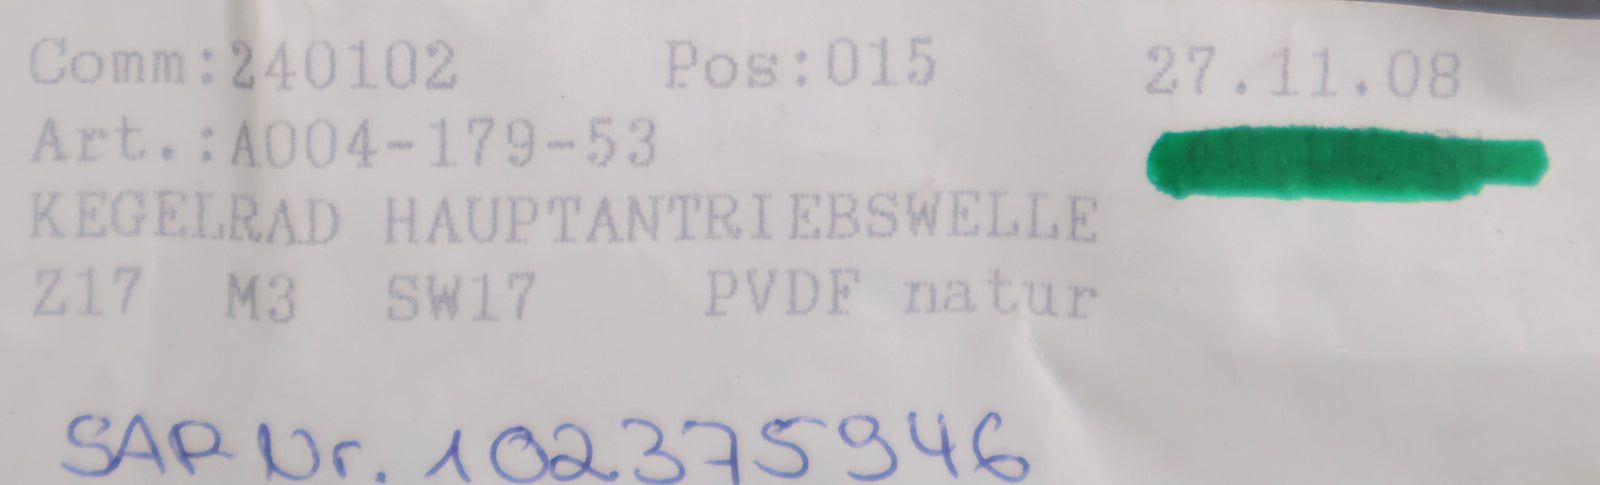 Comm:240102 Pos:015 27.11.08
Art.:A004-179-53
KEGELRAD HAUPTANTRIEBSWELLE
Z17 M3 SW17 PVDF natur
SAP Nr. 102375946